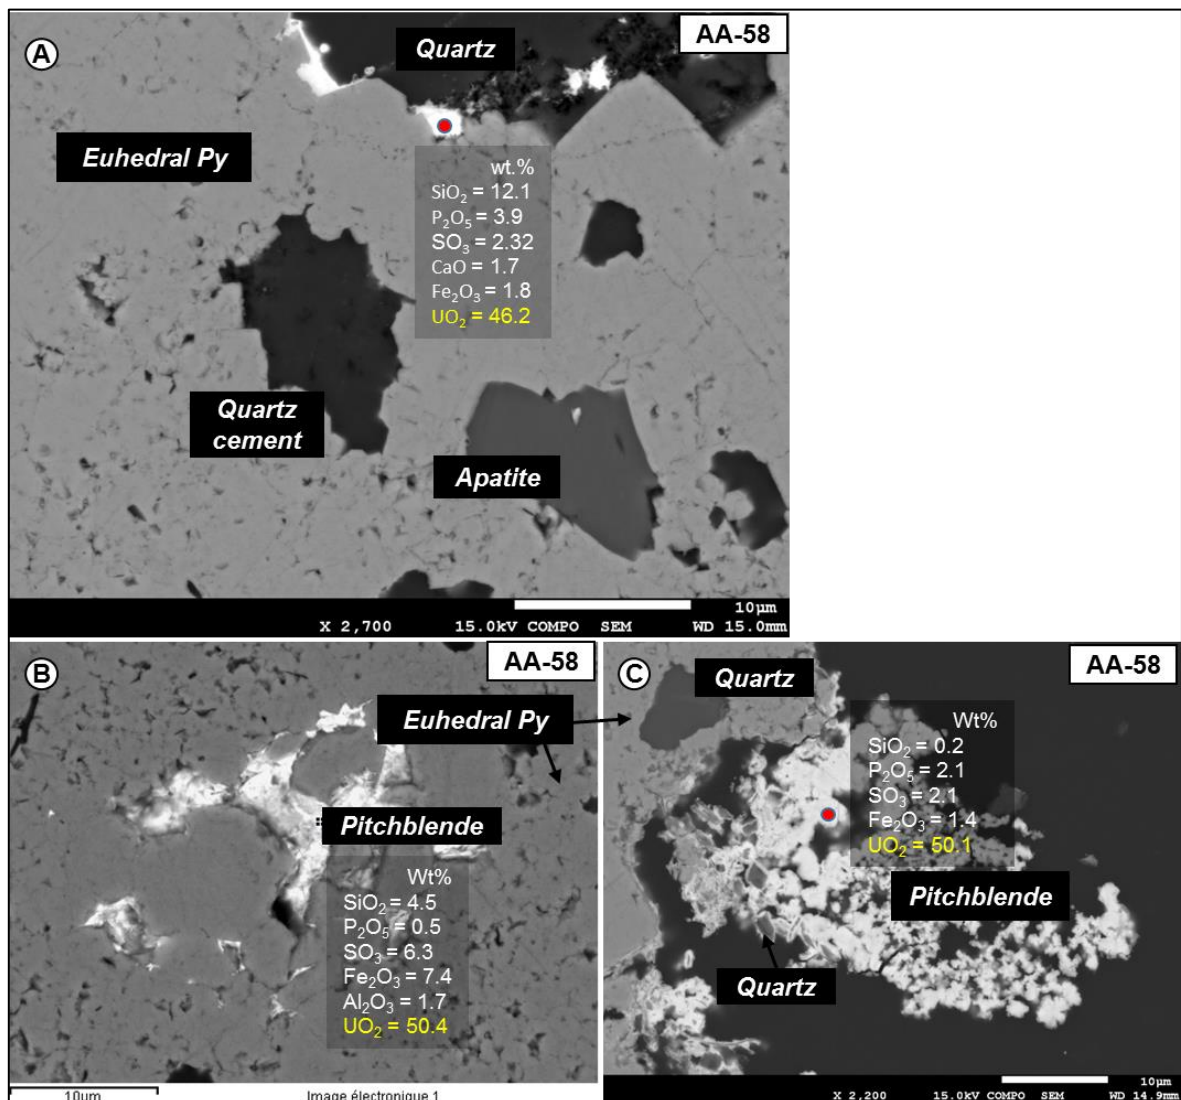 A
AA-58
Quartz
Euhedral Py
wt.%
SiO₂ = 12.1
P₂O₅ = 3.9
SO₃ = 2.32
CaO = 1.7
Fe₂O₃ = 1.8
UO₂ = 46.2
Quartz
cement
Apatite
10μm
X 2,700 15.0kV COMPO SEM WD 15.0mm
B
AA-58
Euhedral Py
Pitchblende
Wt%
SiO₂ = 4.5
P₂O₅ = 0.5
SO₃ = 6.3
Fe₂O₃ = 7.4
Al₂O₃ = 1.7
UO₂ = 50.4
10μm
Image électronique 1
C
AA-58
Quartz
Wt%
SiO₂ = 0.2
P₂O₅ = 2.1
SO₃ = 2.1
Fe₂O₃ = 1.4
UO₂ = 50.1
Pitchblende
Quartz
10μm
X 2,200 15.0kV COMPO SEM WD 14.9mm